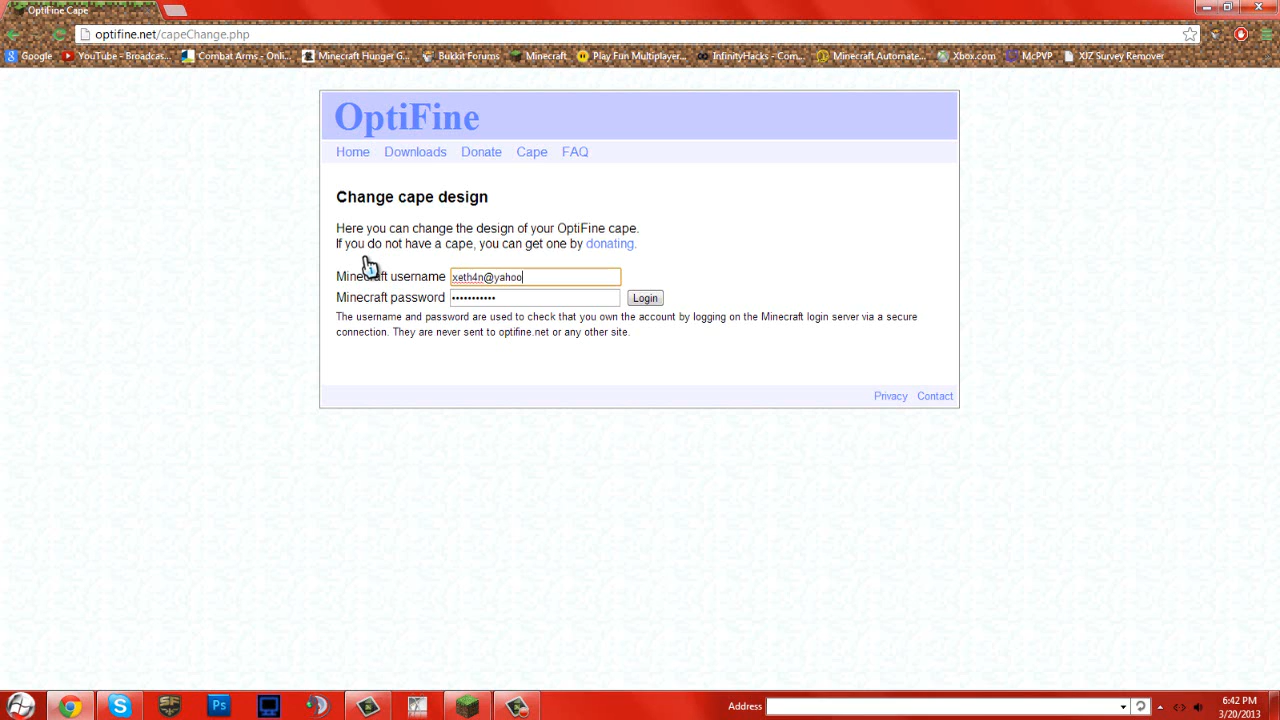 OptiFine Cape
optifine.net/capeChange.php
Google YouTube - Broadcas... Combat Arms - Onli... Minecraft Hunger G... Bukkit Forums Minecraft Play Fun Multiplayer... InfinityHacks - Com... Minecraft Automate... Xbox.com McPVP XJZ Survey Remover
OptiFine
Home Downloads Donate Cape FAQ
Change cape design
Here you can change the design of your OptiFine cape.
If you do not have a cape, you can get one by donating.
Minecraft username xeth4n@yahoo
Minecraft password •••••••••••• Login
The username and password are used to check that you own the account by logging on the Minecraft login server via a secure
connection. They are never sent to optifine.net or any other site.
Privacy Contact
Address
6:42 PM
3/20/2013